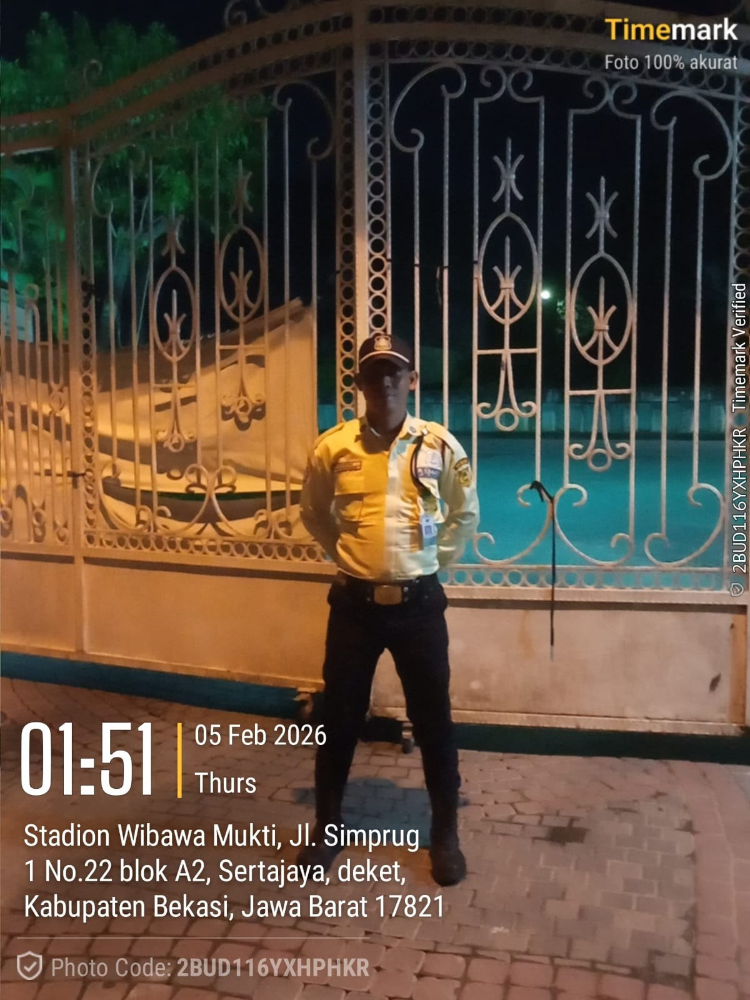 Timemark
Foto 100% akurat
2BUD116YXHPHKR Timemark Verified
01:51
05 Feb 2026
Thurs
Stadion Wibawa Mukti, Jl. Simprug
1 No.22 blok A2, Sertajaya, deket,
Kabupaten Bekasi, Jawa Barat 17821
Photo Code: 2BUD116YXHPHKR